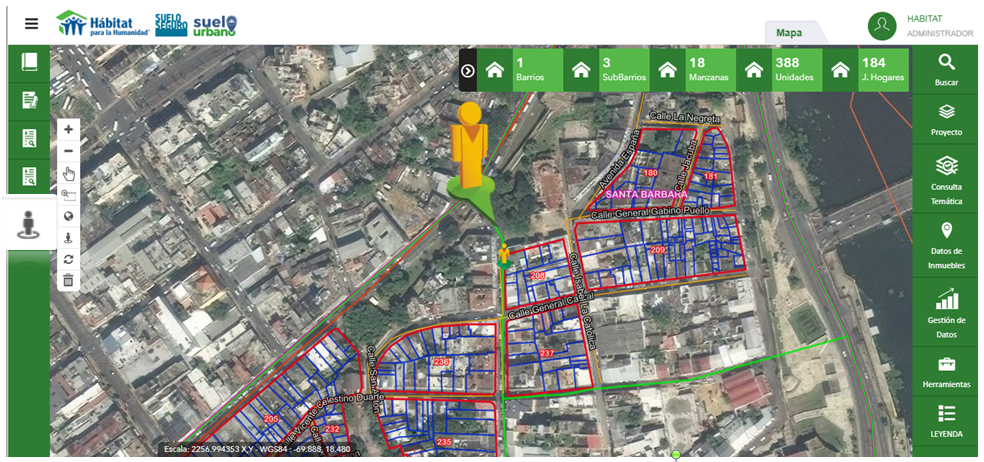 Hábitat
para la Humanidad
SUELO
SEGURO
suelo
urbano
Mapa
HABITAT
ADMINISTRADOR
1
Barrios
3
SubBarrios
18
Manzanas
388
Unidades
184
J. Hogares
Buscar
Proyecto
Consulta
Temática
Datos de
Inmuebles
Gestión de
Datos
Herramientas
LEYENDA
Calle La Negreta
Avenida España
Calle Jacuba
180
181
SANTA BARBARA
Calle General Gabino Puello
209
208
Calle Isabel La Católica
Calle General Cabral
237
236
Calle San Antón
Calle Vicente Celestino Duarte
205
232
235
Escala: 2256.994353 X,Y - WGS84 : -69.888, 18.480